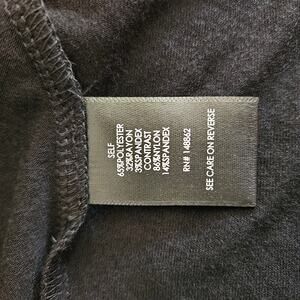 SELF
65%POLYESTER
32%RAYON
3%SPANDEX
CONTRAST
86%NYLON
14%SPANDEX
RN# 148862
SEE CARE ON REVERSE